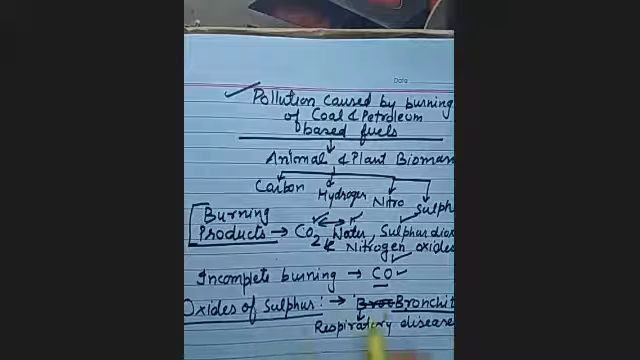 Date
Pollution caused by burning
of Coal & Petroleum
based fuels
Animal & Plant Biomas
Carbon Hydrogen Nitro Sulph
Burning
Products → CO2 Water, Sulphur diox
Nitrogen oxides
Incomplete burning → CO
Oxides of Sulphur: → Bronchit
Respiratory disease